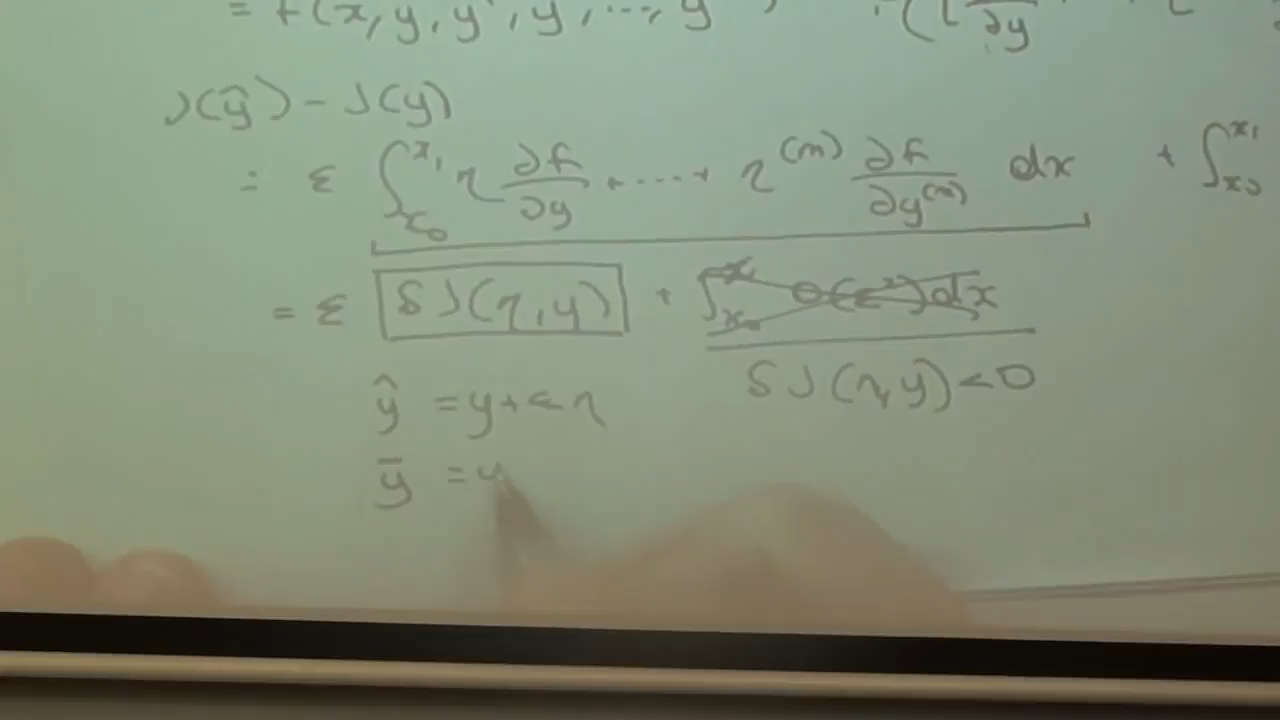 = f(x, y, y', y, ..., y
J(ŷ) - J(y)
= ε ∫_{x₀}^{x₁} η ∂f/∂y + ... + η^{(n)} ∂f/∂y^{(n)} dx + ∫_{x₀}^{x₁}
= ε δJ(η, y) + ∫_{x₀}^{x₁} O(ε²) dx
ŷ = y + εη δJ(η, y) < 0
ȳ = y